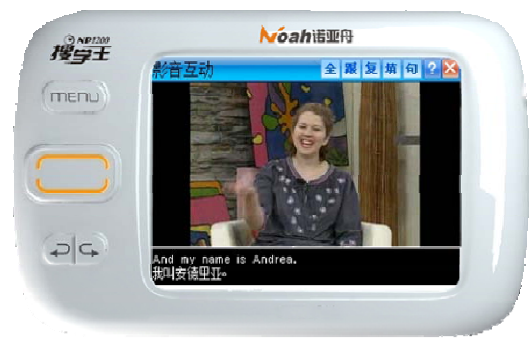 NP1200
搜学王
Noah诺亚舟
影音互动
全 跟 复 填 句 ? X
MENU
And my name is Andrea.
我叫安德里亚。